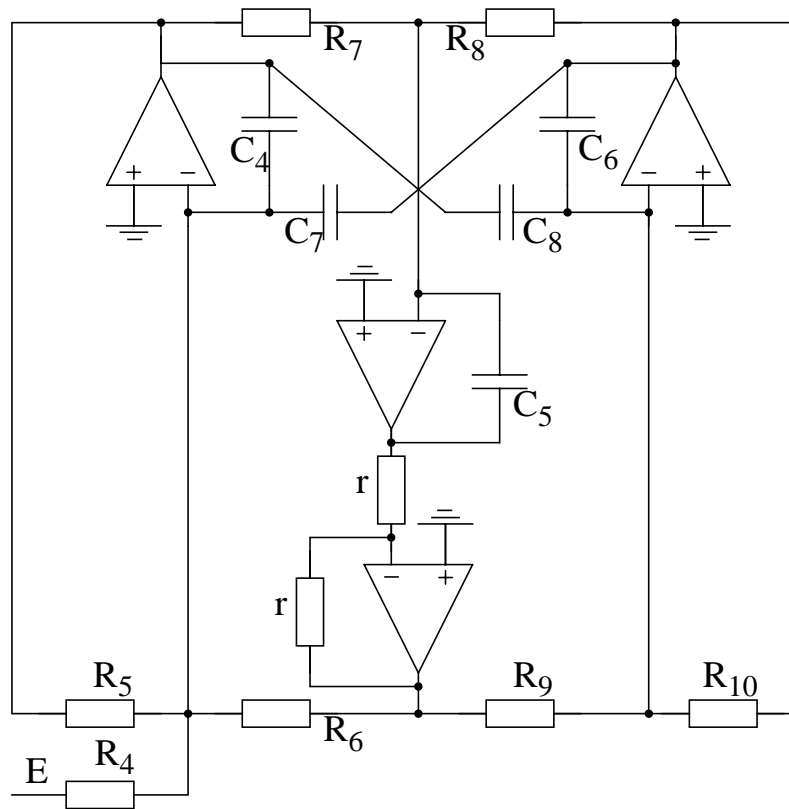 R7 R8
C4 C6
+ − − +
C7 C8
+ −
C5
r
− +
r
R5 R9 R10
R6
E R4